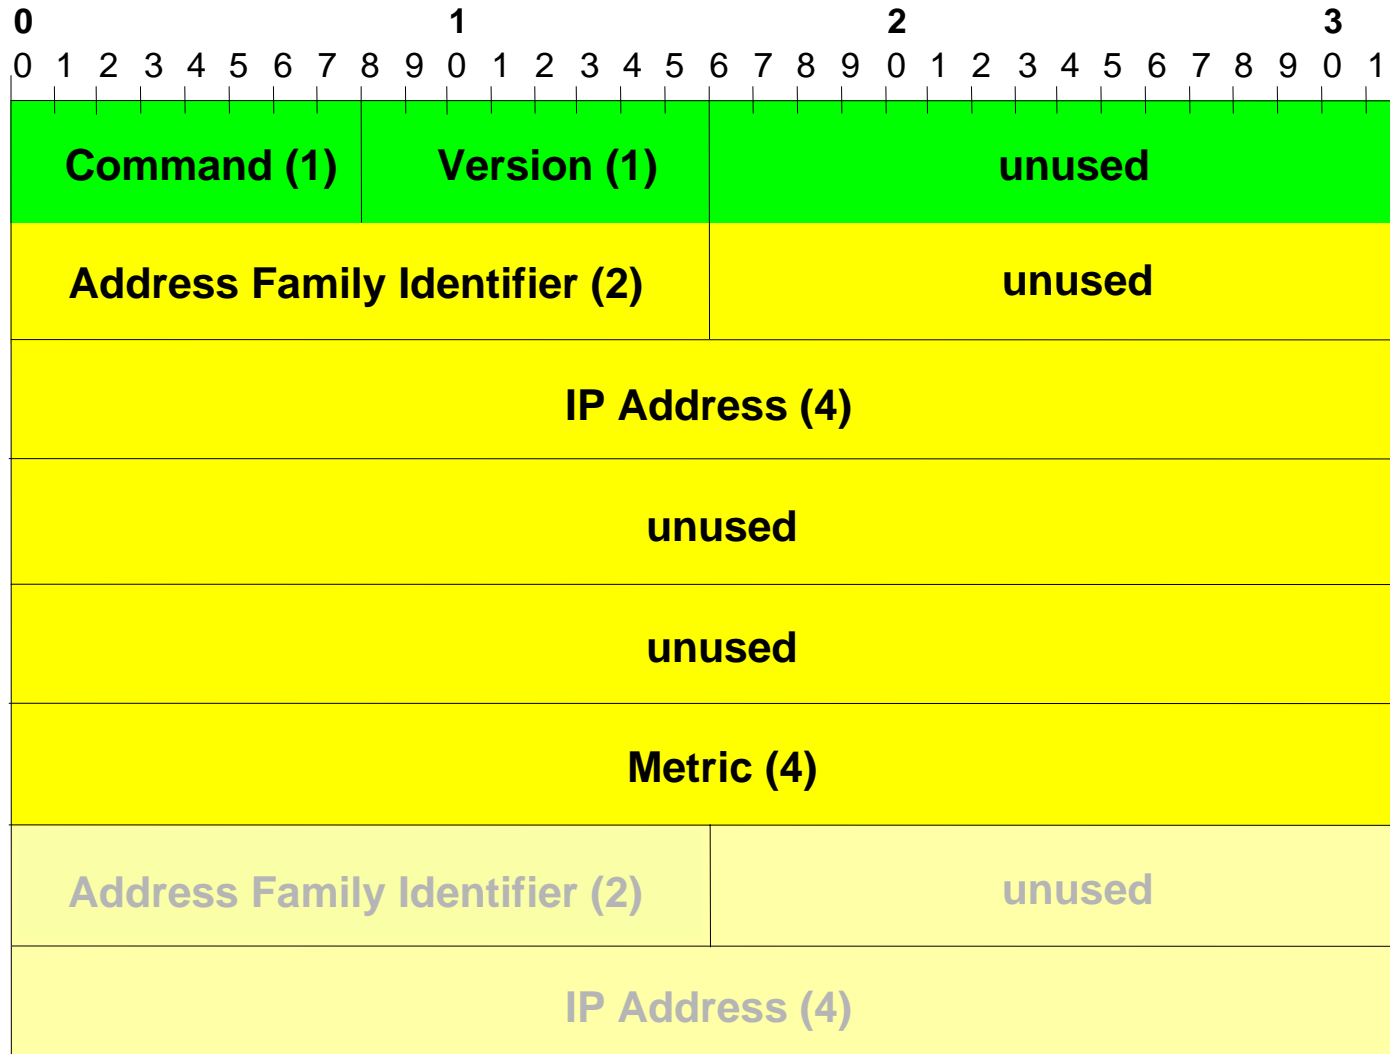 0 1 2 3
0 1 2 3 4 5 6 7 8 9 0 1 2 3 4 5 6 7 8 9 0 1 2 3 4 5 6 7 8 9 0 1
Command (1) Version (1) unused
Address Family Identifier (2) unused
IP Address (4)
unused
unused
Metric (4)
Address Family Identifier (2) unused
IP Address (4)